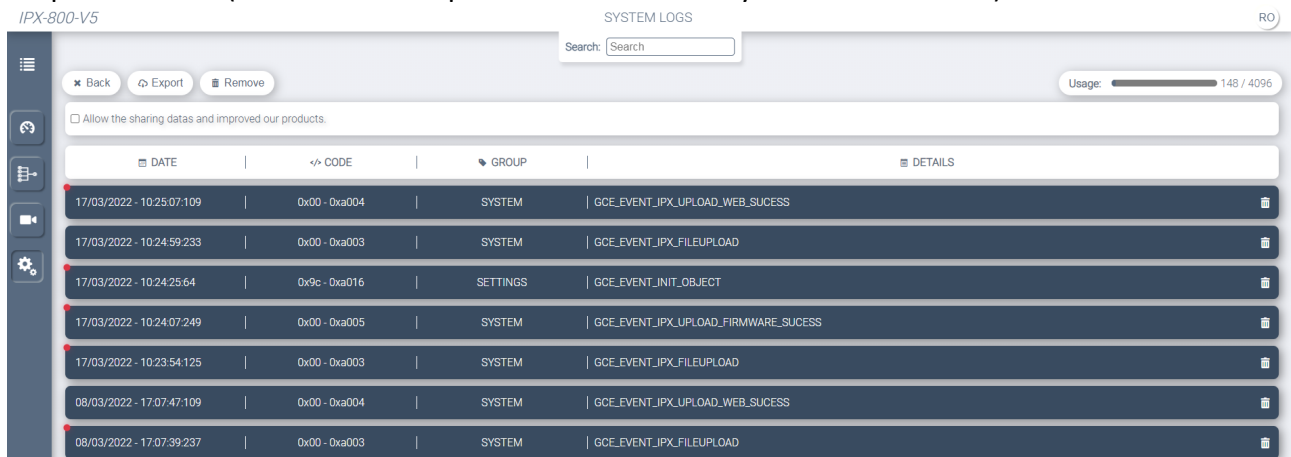 IPX-800-V5 SYSTEM LOGS RO
Search: Search
Back Export Remove Usage: 148 / 4096
Allow the sharing datas and improved our products.
DATE | </> CODE | GROUP | DETAILS
17/03/2022 - 10:25:07:109 | 0x00 - 0xa004 | SYSTEM | GCE_EVENT_IPX_UPLOAD_WEB_SUCESS
17/03/2022 - 10:24:59:233 | 0x00 - 0xa003 | SYSTEM | GCE_EVENT_IPX_FILEUPLOAD
17/03/2022 - 10:24:25:64 | 0x9c - 0xa016 | SETTINGS | GCE_EVENT_INIT_OBJECT
17/03/2022 - 10:24:07:249 | 0x00 - 0xa005 | SYSTEM | GCE_EVENT_IPX_UPLOAD_FIRMWARE_SUCESS
17/03/2022 - 10:23:54:125 | 0x00 - 0xa003 | SYSTEM | GCE_EVENT_IPX_FILEUPLOAD
08/03/2022 - 17:07:47:109 | 0x00 - 0xa004 | SYSTEM | GCE_EVENT_IPX_UPLOAD_WEB_SUCESS
08/03/2022 - 17:07:39:237 | 0x00 - 0xa003 | SYSTEM | GCE_EVENT_IPX_FILEUPLOAD